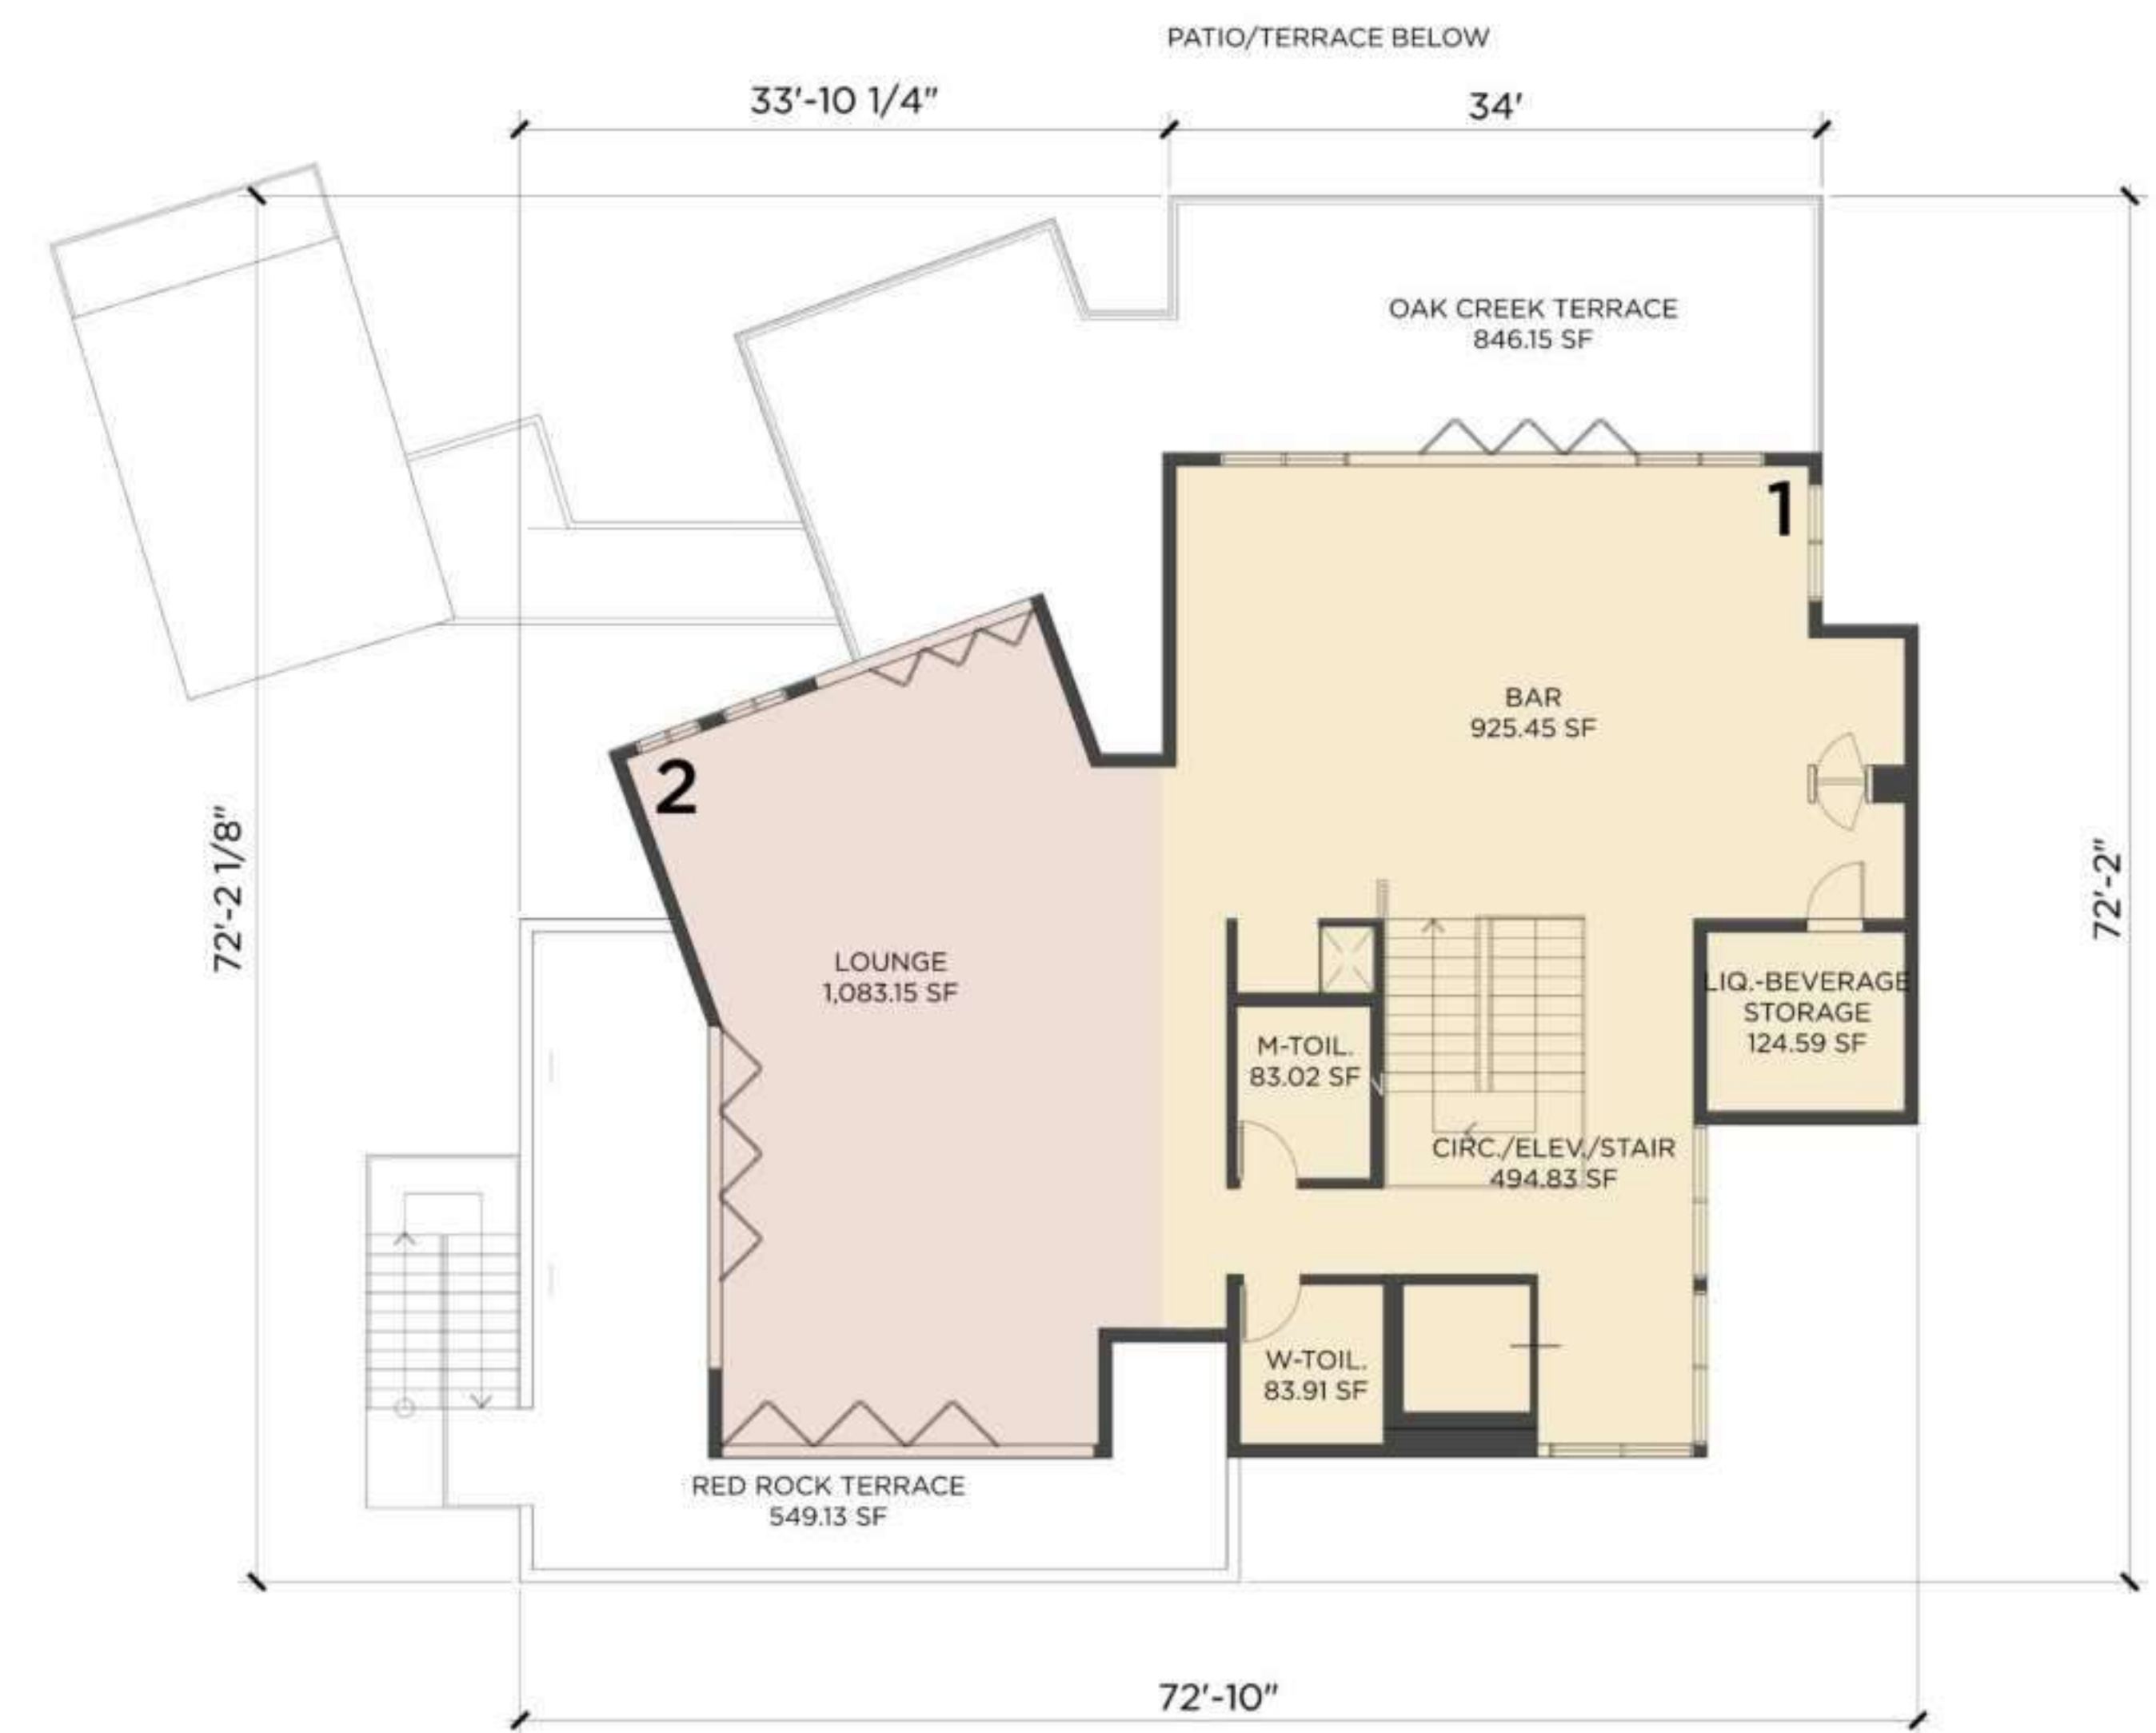 PATIO/TERRACE BELOW
33'-10 1/4"
34'
OAK CREEK TERRACE
846.15 SF
1
BAR
925.45 SF
2
72'-2 1/8"
72'-2"
LOUNGE
1,083.15 SF
LIQ.-BEVERAGE
STORAGE
124.59 SF
M-TOIL.
83.02 SF
CIRC./ELEV./STAIR
494.83 SF
W-TOIL.
83.91 SF
RED ROCK TERRACE
549.13 SF
72'-10"